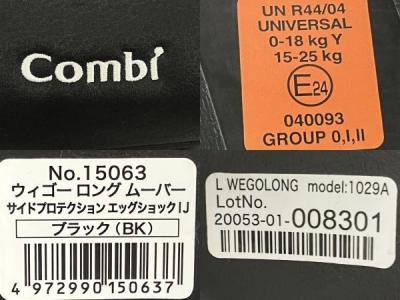 Combi
UN R44/04
UNIVERSAL
0-18 kg Y
15-25 kg
E24
040093
GROUP 0,I,II
No.15063
ウィゴー ロング ムーバー
サイドプロテクション エッグショック IJ
ブラック（BK）
4 972990 150637
L WEGOLONG model:1029A
LotNo.
20053-01-008301